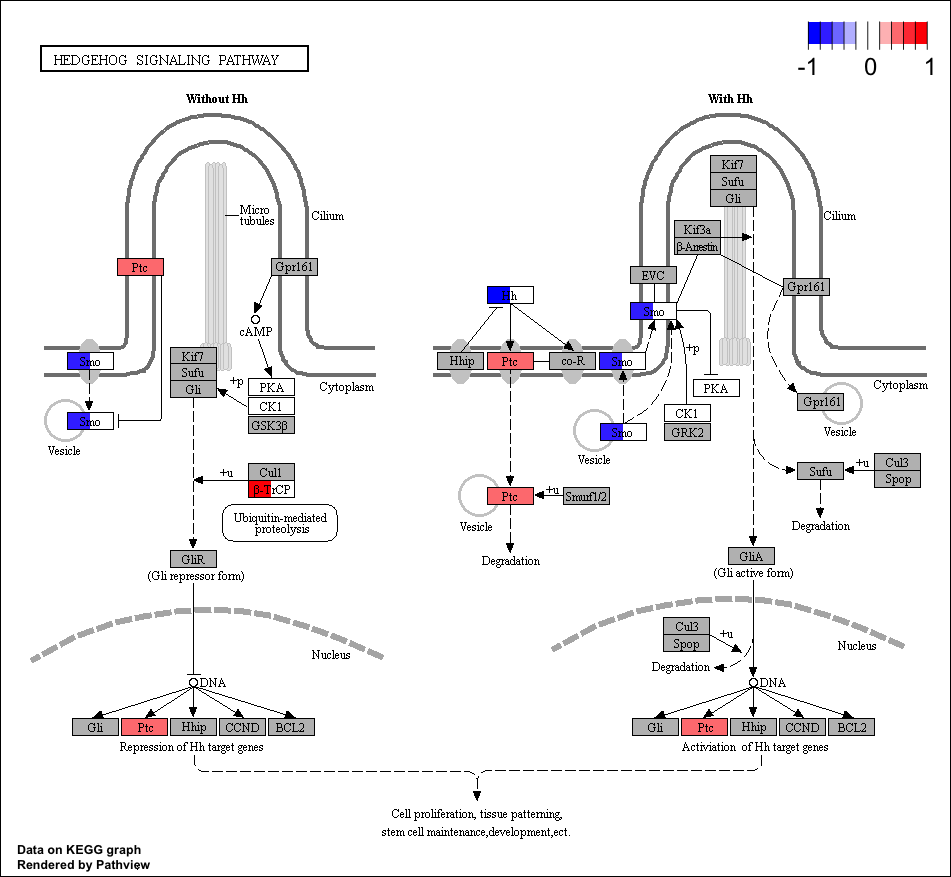 HEDGEHOG SIGNALING PATHWAY
-1 0 1
Without Hh
With Hh
Micro
tubules
Cilium
Ptc
Gpr161
cAMP
Smo
Kif7
Sufu
Gli
+p
PKA
CK1
GSK3β
Cytoplasm
Smo
Vesicle
+u
Cul1
β-TrCP
Ubiquitin-mediated
proteolysis
GliR
(Gli repressor form)
Nucleus
DNA
Gli
Ptc
Hhip
CCND
BCL2
Repression of Hh target genes
Kif7
Sufu
Gli
Cilium
Kif3a
β-Arrestin
EVC
Gpr161
Hh
Smo
+p
Hhip
Ptc
co-R
Smo
PKA
Cytoplasm
CK1
GRK2
Gpr161
Vesicle
Smo
Vesicle
Ptc
+u
Smurf1/2
Vesicle
Degradation
Sufu
+u
Cul3
Spop
Degradation
GliA
(Gli active form)
Cul3
Spop
+u
Degradation
Nucleus
DNA
Gli
Ptc
Hhip
CCND
BCL2
Activiation of Hh target genes
Cell proliferation, tissue patterning,
stem cell maintenance,development,ect.
Data on KEGG graph
Rendered by Pathview